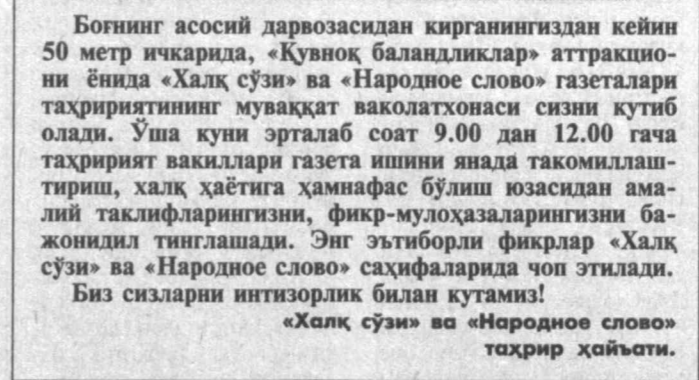 Боғнинг асосий дарвозасидан кирганингиздан кейин
50 метр ичкарида, «Қувноқ баландликлар» аттракцио-
ни ёнида «Халқ сўзи» ва «Народное слово» газеталари
таҳририятининг муваққат ваколатхонаси сизни кутиб
олади. Ўша куни эрталаб соат 9.00 дан 12.00 гача
таҳририят вакиллари газета ишини янада такомиллаш-
тириш, халқ ҳаётига ҳамнафас бўлиш юзасидан ама-
лий таклифларингизни, фикр-мулоҳазаларингизни ба-
жонидил тинглашади. Энг эътиборли фикрлар «Халқ
сўзи» ва «Народное слово» саҳифаларида чоп этилади.
Биз сизларни интизорлик билан кутамиз!
«Халқ сўзи» ва «Народное слово»
таҳрир ҳайъати.